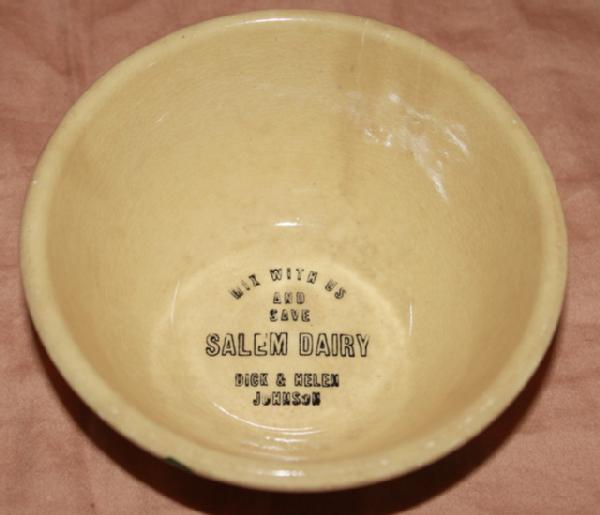 MIX WITH US
AND
SAVE
SALEM DAIRY
DICK & HELEN
JOHNSON